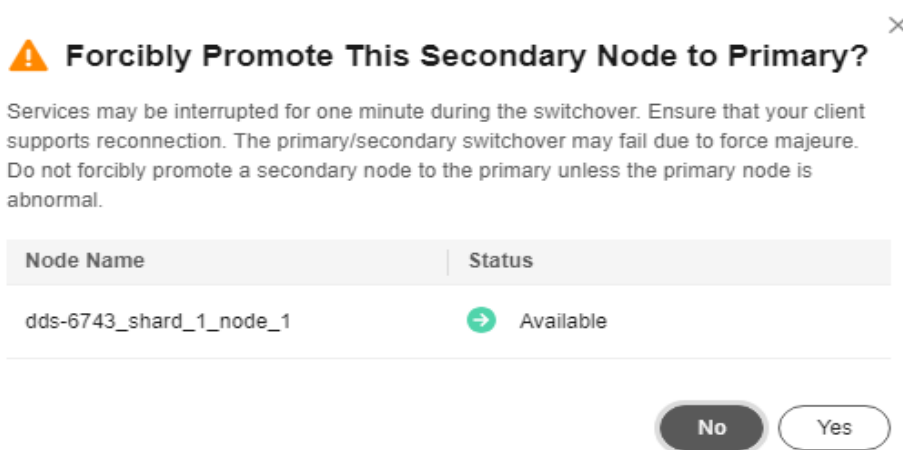 Forcibly Promote This Secondary Node to Primary?
Services may be interrupted for one minute during the switchover. Ensure that your client
supports reconnection. The primary/secondary switchover may fail due to force majeure.
Do not forcibly promote a secondary node to the primary unless the primary node is
abnormal.
Node Name Status
dds-6743_shard_1_node_1 Available
No Yes